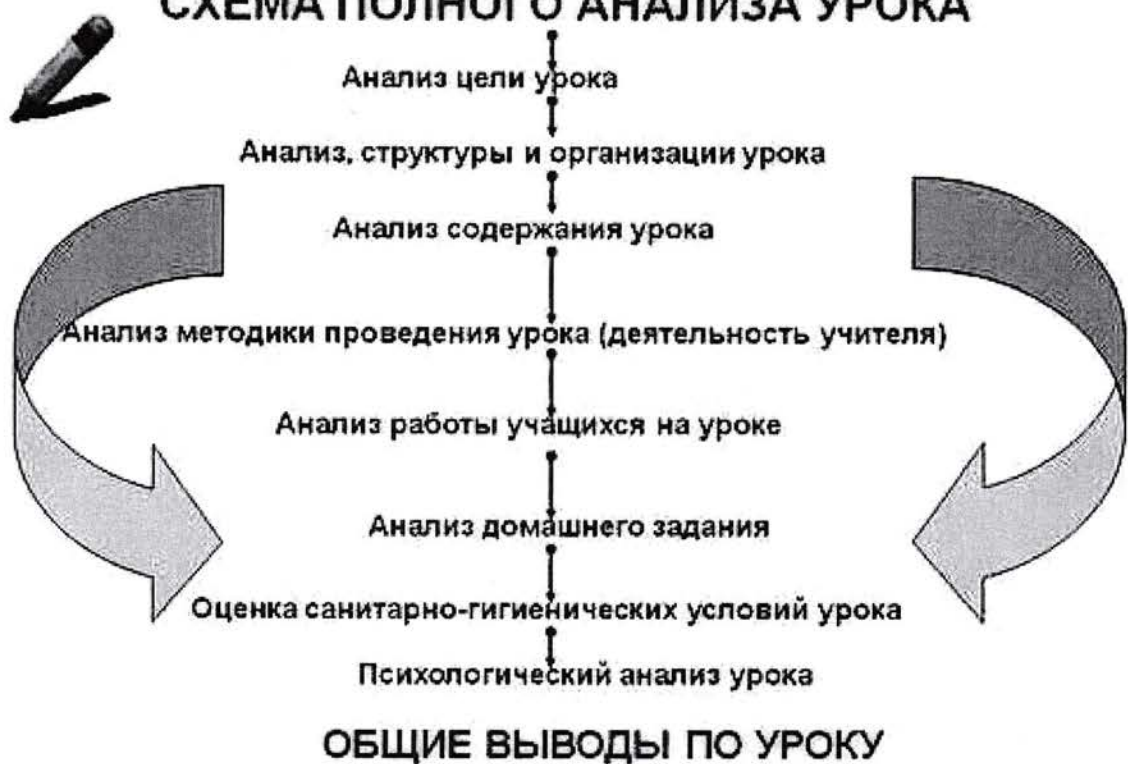 СХЕМА ПОЛНОГО АНАЛИЗА УРОКА
Анализ цели урока
Анализ, структуры и организации урока
Анализ содержания урока
Анализ методики проведения урока (деятельность учителя)
Анализ работы учащихся на уроке
Анализ домашнего задания
Оценка санитарно-гигиенических условий урока
Психологический анализ урока
ОБЩИЕ ВЫВОДЫ ПО УРОКУ